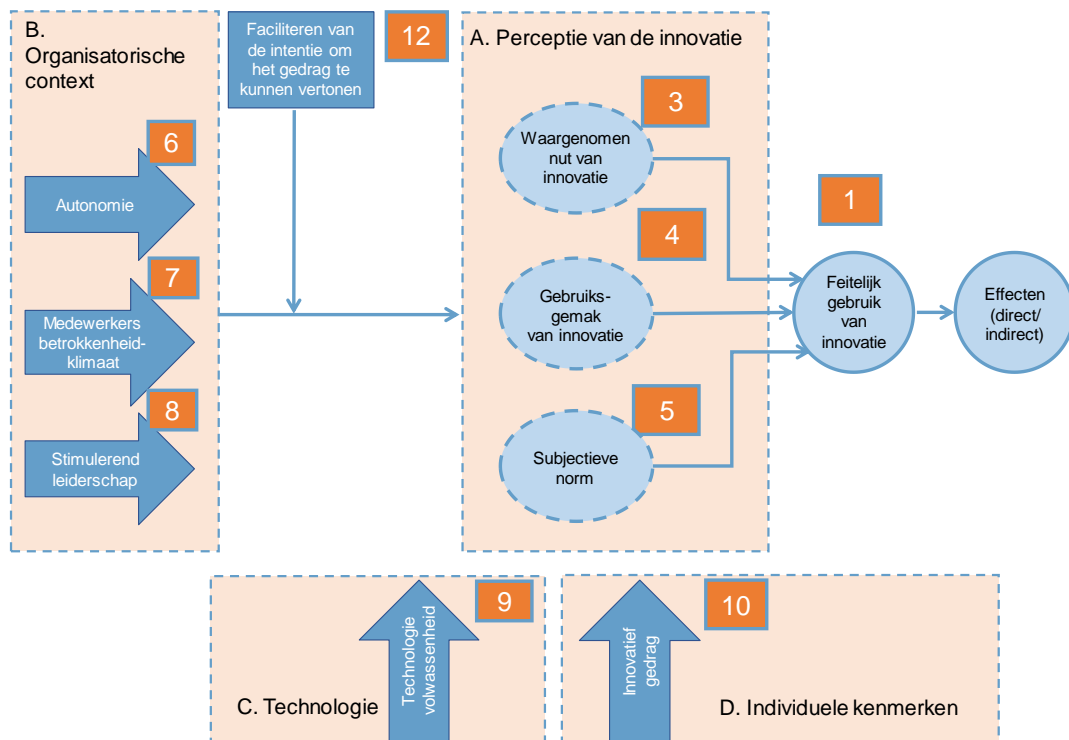 B.
Organisatorische
context
6
Autonomie
7
Medewerkers
betrokkenheid-
klimaat
8
Stimulerend
leiderschap
Faciliteren van
de intentie om
het gedrag te
kunnen vertonen
12
A. Perceptie van de innovatie
3
Waargenomen
nut van
innovatie
4
Gebruiks-
gemak
van innovatie
5
Subjectieve
norm
1
Feitelijk
gebruik
van
innovatie
Effecten
(direct/
indirect)
9
Technologie
volwassenheid
C. Technologie
10
Innovatief
gedrag
D. Individuele kenmerken